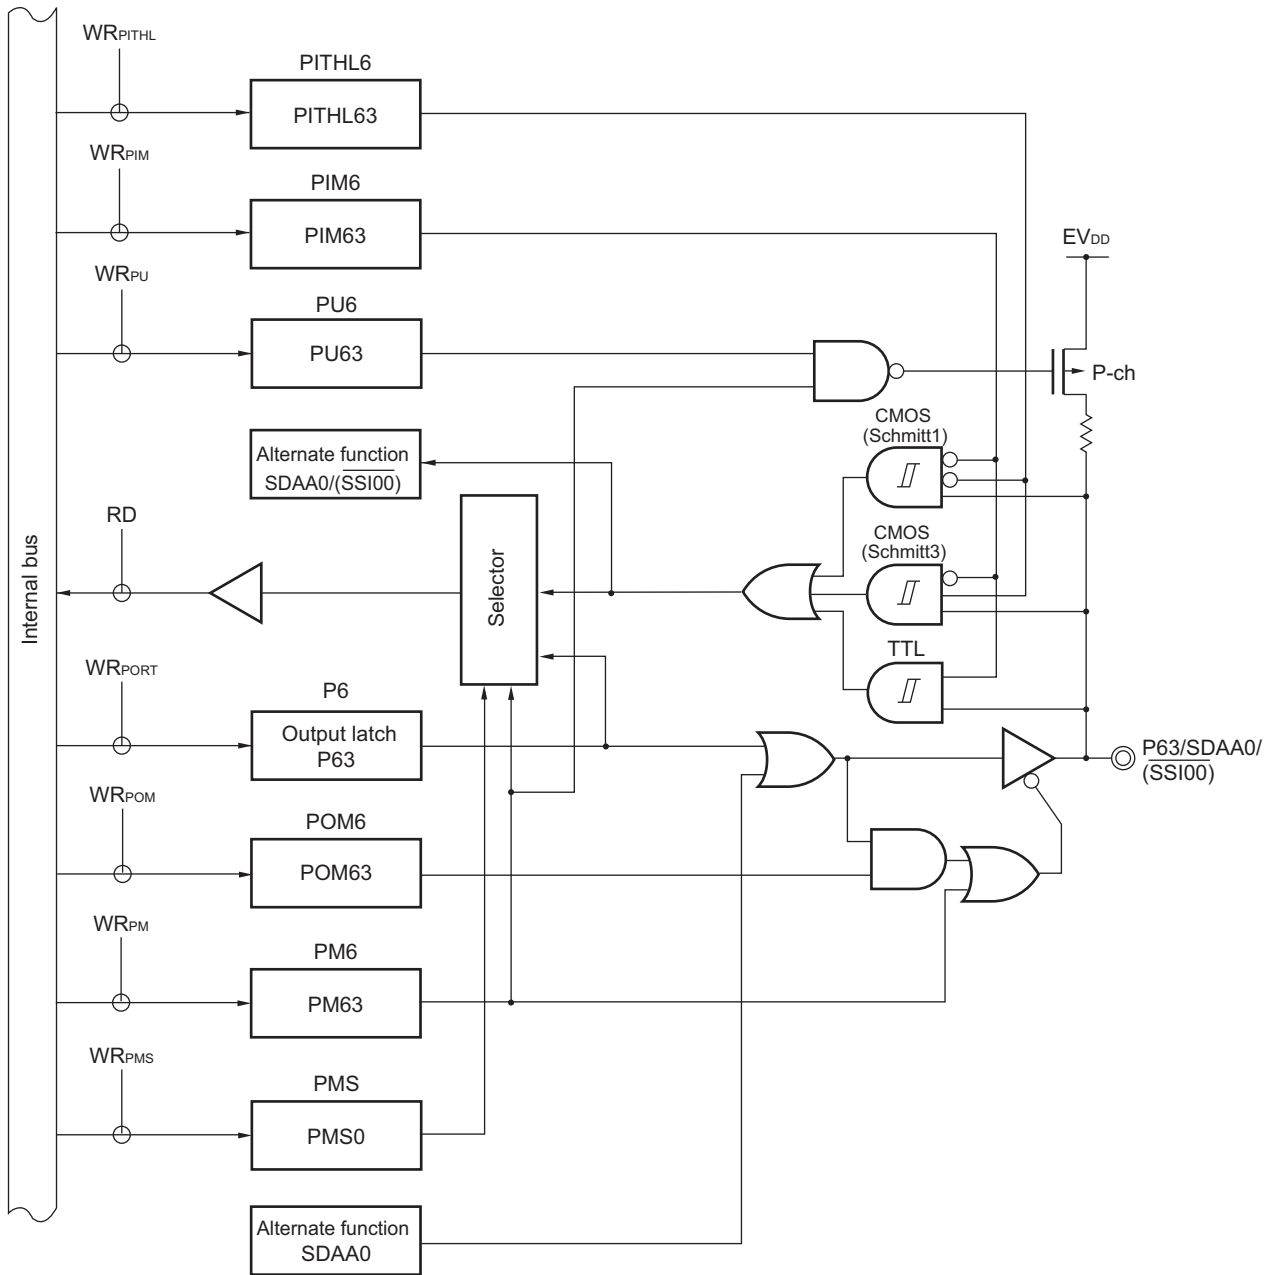 WRPITHL
PITHL6
PITHL63
WRPIM
PIM6
PIM63
EVDD
WRPU
PU6
PU63
P-ch
CMOS
(Schmitt1)
Alternate function
SDAA0/(SSI00)
RD
CMOS
(Schmitt3)
Internal bus
Selector
TTL
WRPORT
P6
Output latch
P63
P63/SDAA0/
(SSI00)
WRPOM
POM6
POM63
WRPM
PM6
PM63
WRPMS
PMS
PMS0
Alternate function
SDAA0